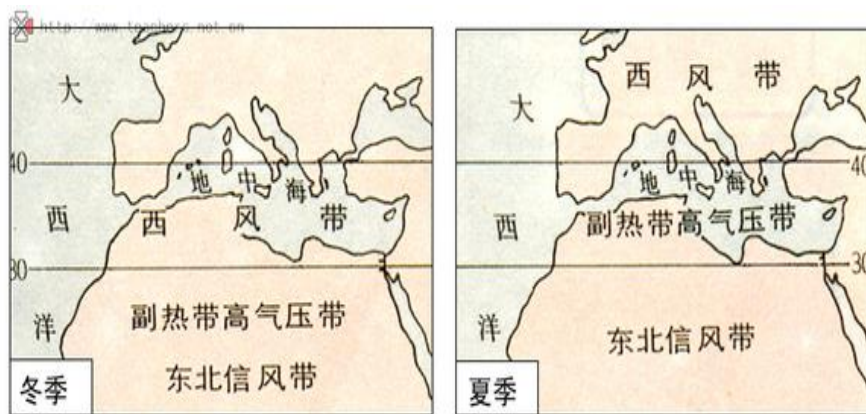 http://www.teachers.net.cn
大西洋
40
地中海
西风带
30
副热带高气压带
东北信风带
冬季
西风带
大西洋
40
地中海
副热带高气压带
30
东北信风带
夏季